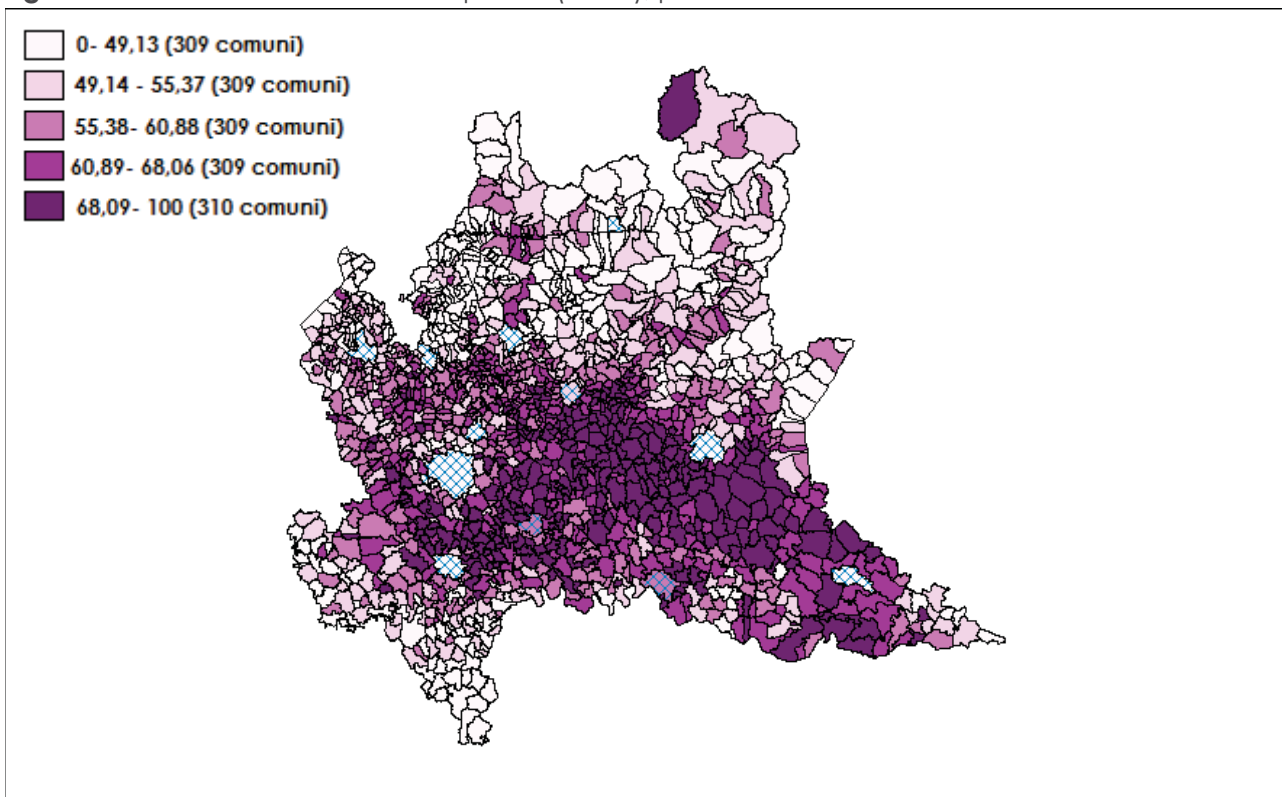 0- 49,13 (309 comuni)
49,14 - 55,37 (309 comuni)
55,38- 60,88 (309 comuni)
60,89- 68,06 (309 comuni)
68,09- 100 (310 comuni)